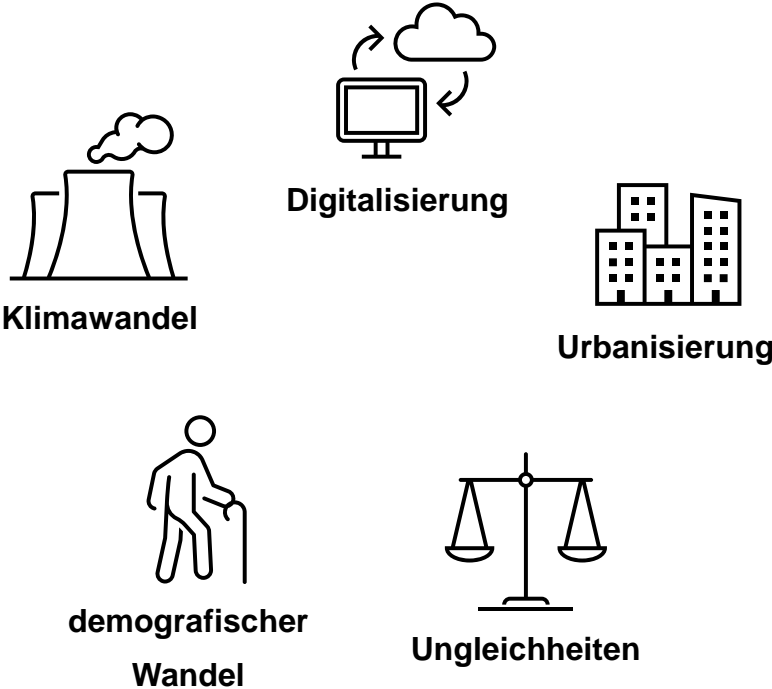 Digitalisierung
Klimawandel
Urbanisierung
demografischer
Wandel
Ungleichheiten